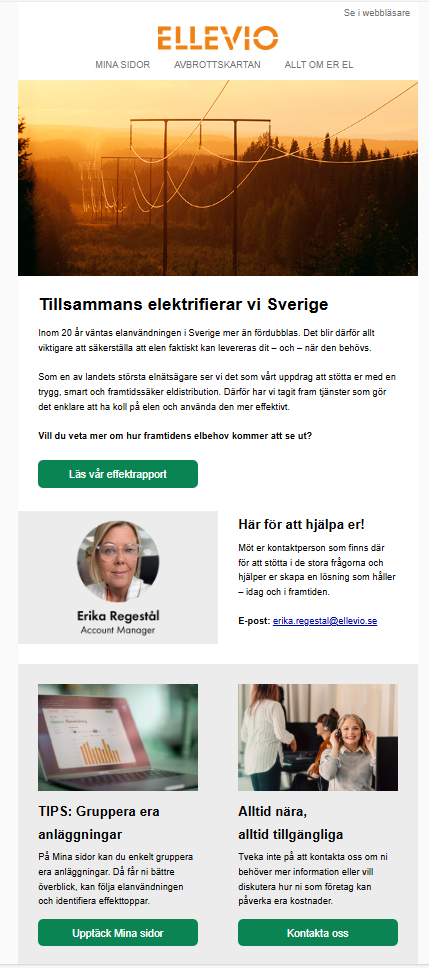 Se i webbläsare
ELLEVIO
MINA SIDOR AVBROTTSKARTAN ALLT OM ER EL
Tillsammans elektrifierar vi Sverige
Inom 20 år väntas elanvändningen i Sverige mer än fördubblas. Det blir därför allt
viktigare att säkerställa att elen faktiskt kan levereras dit – och – när den behövs.
Som en av landets största elnätsägare ser vi det som vårt uppdrag att stötta er med en
trygg, smart och framtidssäker eldistribution. Därför har vi tagit fram tjänster som gör
det enklare att ha koll på elen och använda den mer effektivt.
Vill du veta mer om hur framtidens elbehov kommer att se ut?
Läs vår effektrapport
Erika Regestål
Account Manager
Här för att hjälpa er!
Möt er kontaktperson som finns där
för att stötta i de stora frågorna och
hjälper er skapa en lösning som håller
– idag och i framtiden.
E-post: erika.regestal@ellevio.se
TIPS: Gruppera era
anläggningar
På Mina sidor kan du enkelt gruppera
era anläggningar. Då får ni bättre
överblick, kan följa elanvändningen
och identifiera effekttoppar.
Upptäck Mina sidor
Alltid nära,
alltid tillgängliga
Tveka inte på att kontakta oss om ni
behöver mer information eller vill
diskutera hur ni som företag kan
påverka era kostnader.
Kontakta oss